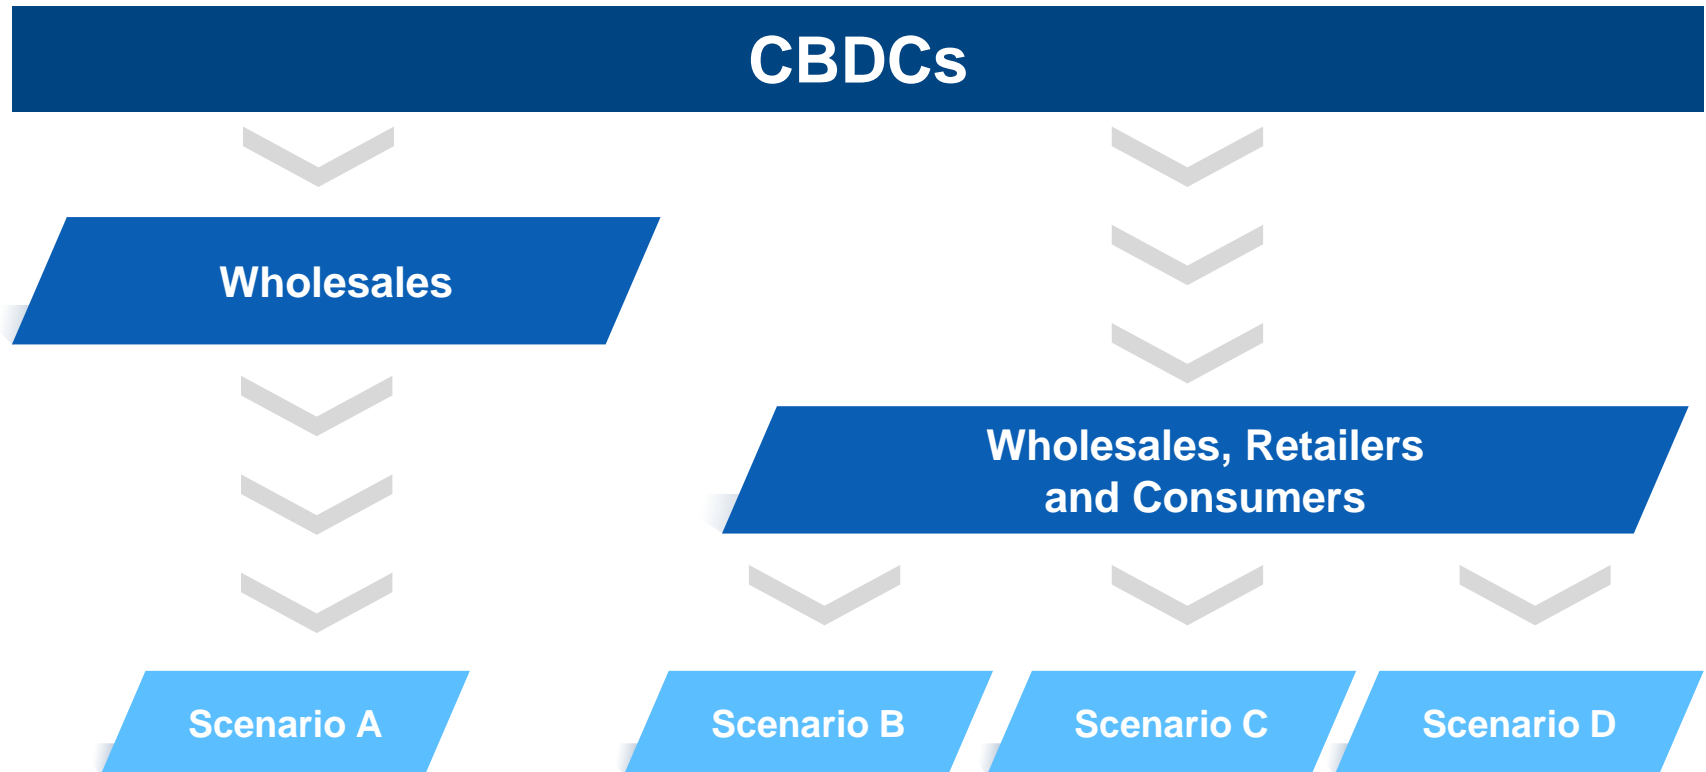 CBDCs
Wholesales
Wholesales, Retailers
and Consumers
Scenario A
Scenario B
Scenario C
Scenario D